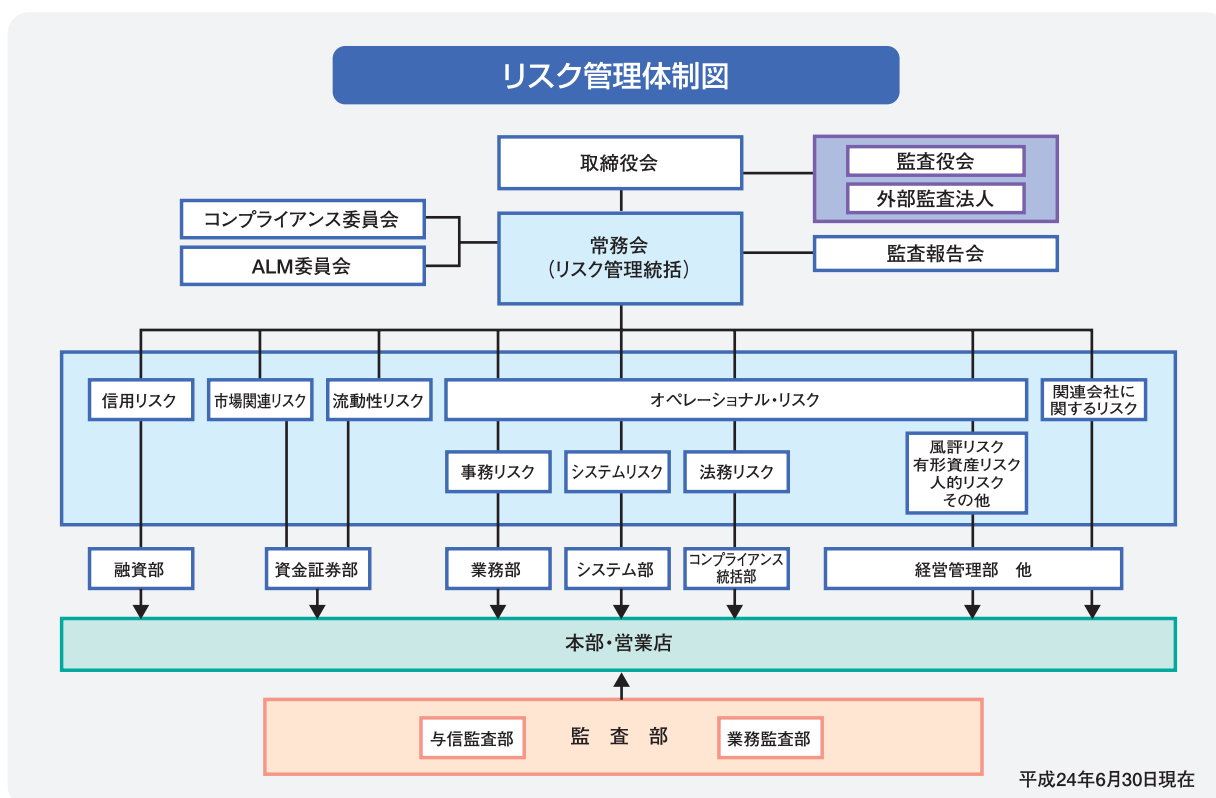 リスク管理体制図
取締役会
監査役会
外部監査法人
コンプライアンス委員会
ALM委員会
常務会
(リスク管理統括)
監査報告会
信用リスク
市場関連リスク
流動性リスク
オペレーショナル・リスク
関連会社に
関するリスク
事務リスク
システムリスク
法務リスク
風評リスク
有形資産リスク
人的リスク
その他
融資部
資金証券部
業務部
システム部
コンプライアンス
統括部
経営管理部　他
本部・営業店
与信監査部
監　査　部
業務監査部
平成24年6月30日現在